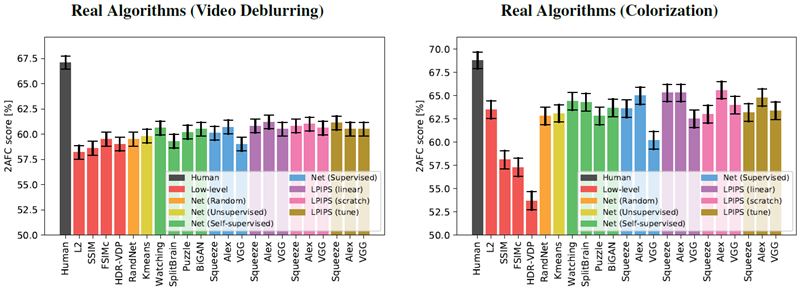 Real Algorithms (Video Deblurring)
2AFC score [%]
67.5
65.0
62.5
60.0
57.5
55.0
52.5
50.0
Human
Low-level
Net (Random)
Net (Unsupervised)
Net (Self-supervised)
Net (Supervised)
LPIPS (linear)
LPIPS (scratch)
LPIPS (tune)
Human
L2
SSIM
FSIMc
HDR-VDP
RandNet
Kmeans
Watching
SplitBrain
Puzzle
BiGAN
Squeeze
Alex
VGG
Squeeze
Alex
VGG
Squeeze
Alex
VGG
Squeeze
Alex
VGG
Real Algorithms (Colorization)
2AFC score [%]
70.0
67.5
65.0
62.5
60.0
57.5
55.0
52.5
50.0
Human
Low-level
Net (Random)
Net (Unsupervised)
Net (Self-supervised)
Net (Supervised)
LPIPS (linear)
LPIPS (scratch)
LPIPS (tune)
Human
L2
SSIM
FSIMc
HDR-VDP
RandNet
Kmeans
Watching
SplitBrain
Puzzle
BiGAN
Squeeze
Alex
VGG
Squeeze
Alex
VGG
Squeeze
Alex
VGG
Squeeze
Alex
VGG